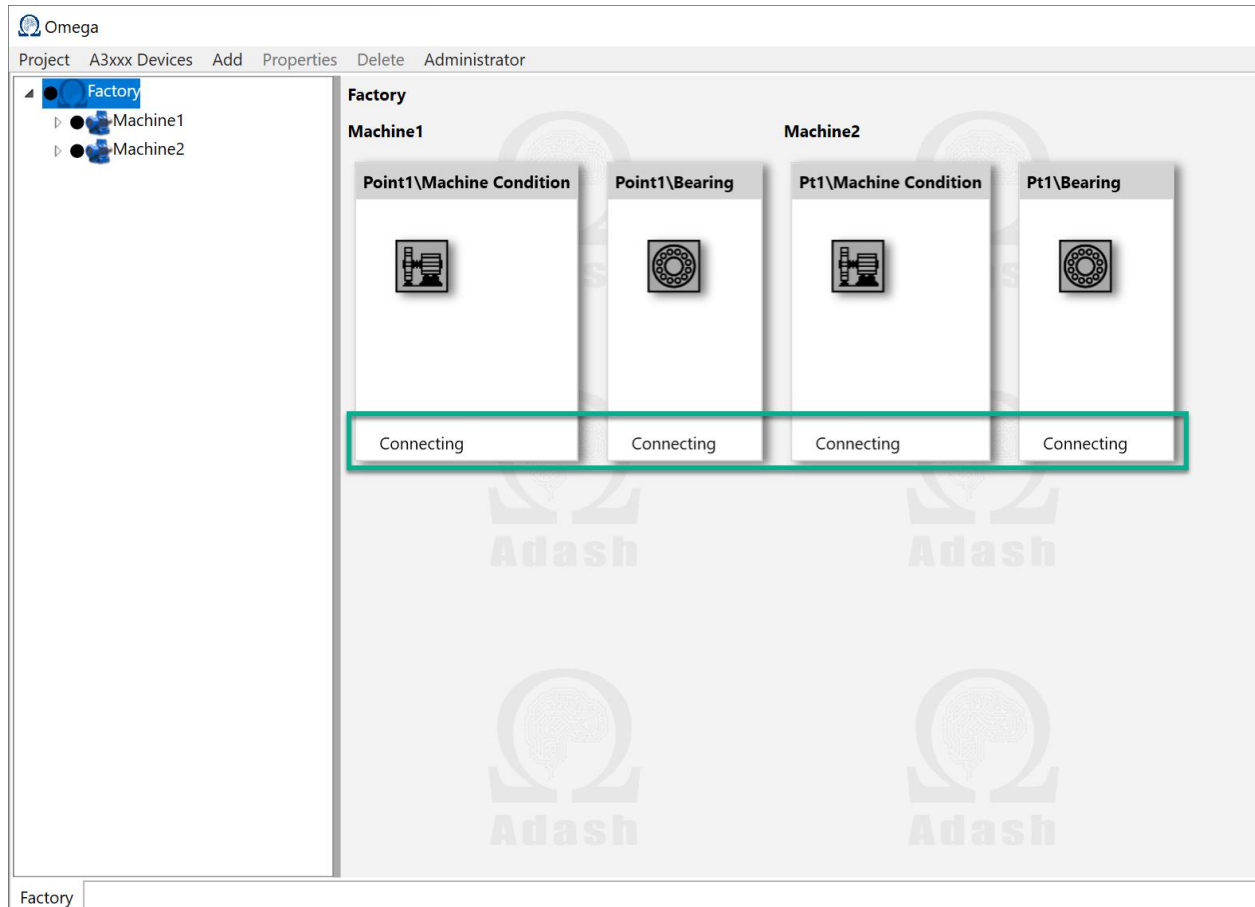 Omega
Project A3xxx Devices Add Properties Delete Administrator
Factory
Machine1
Machine2
Factory
Machine1 Machine2
Point1\Machine Condition Point1\Bearing Pt1\Machine Condition Pt1\Bearing
Connecting Connecting Connecting Connecting
Adash Adash
Adash Adash
Factory